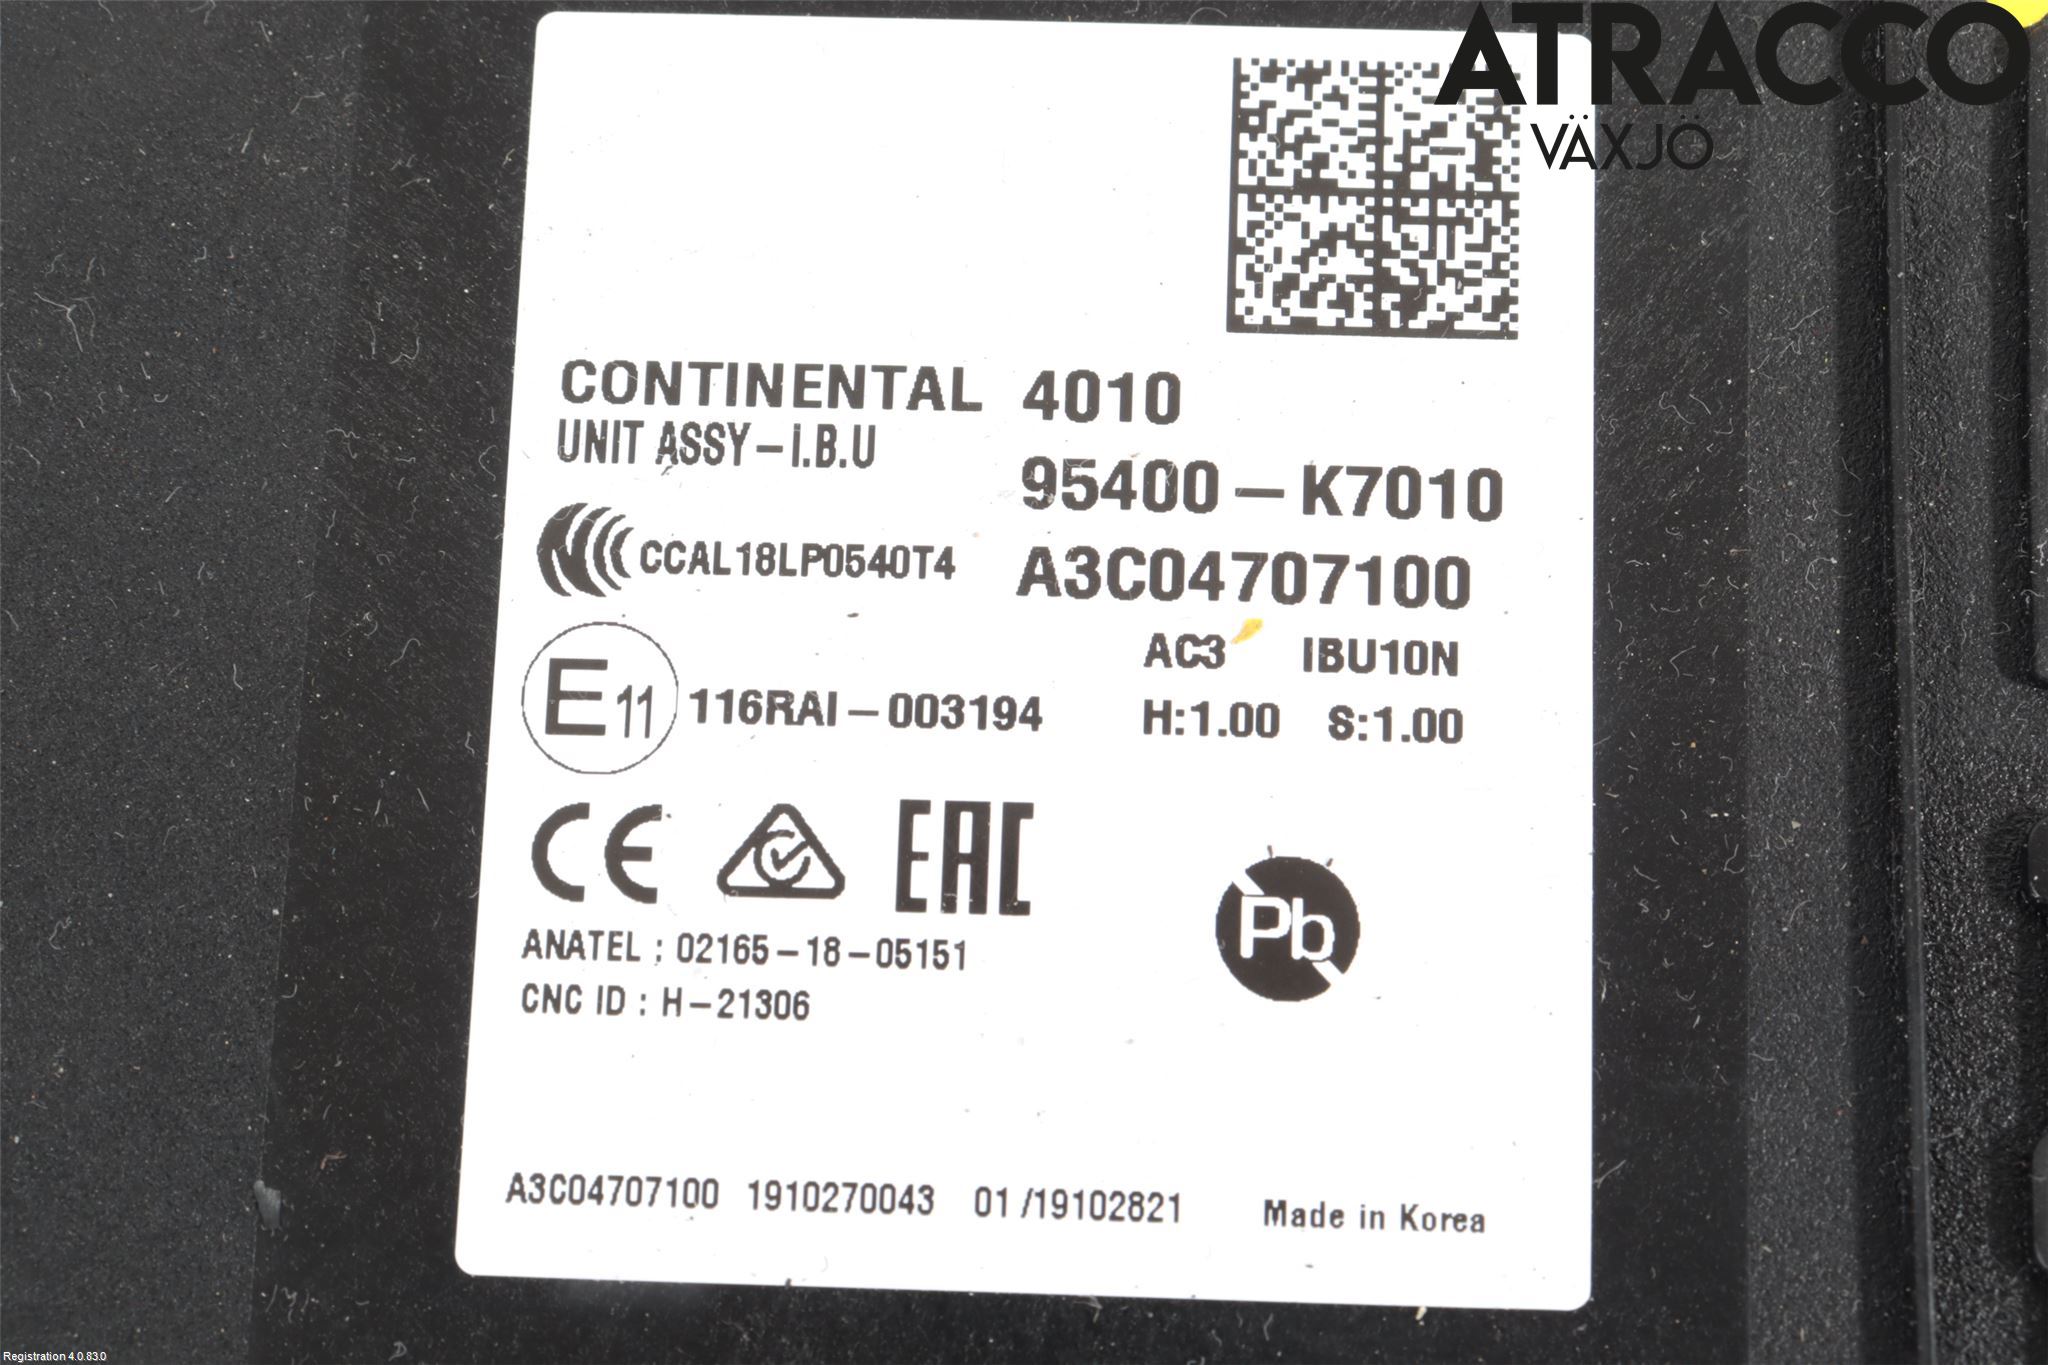 ATRACCO
VÄXJÖ
CONTINENTAL 4010
UNIT ASSY-i.B.U
95400-K7010
CCAL18LP0540T4 A3C04707100
AC3 IBU10N
E11 116RAI-003194 H:1.00 S:1.00
CE EAC
Pb
ANATEL : 02165-18-05151
CNC ID : H-21306
A3C04707100 1910270043 01/19102821 Made in Korea
Registration 4.0.83.0